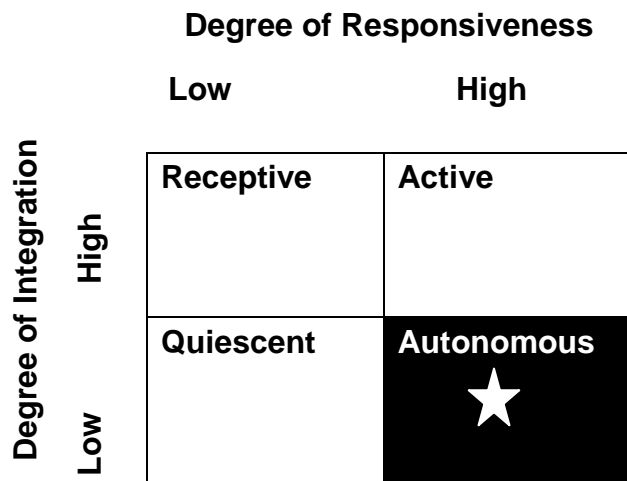 Degree of Responsiveness
Low High
Degree of Integration
High
Receptive Active
Low
Quiescent Autonomous